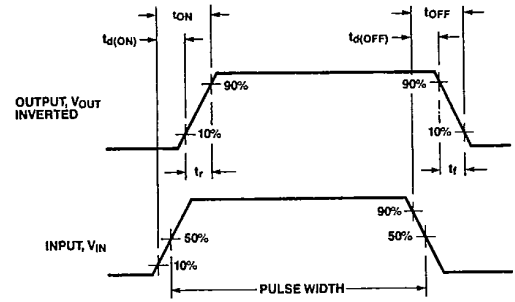 tON
tOFF
td(ON)
td(OFF)
OUTPUT, VOUT
INVERTED
90%
90%
10%
10%
tr
tf
INPUT, VIN
90%
50%
50%
10%
PULSE WIDTH